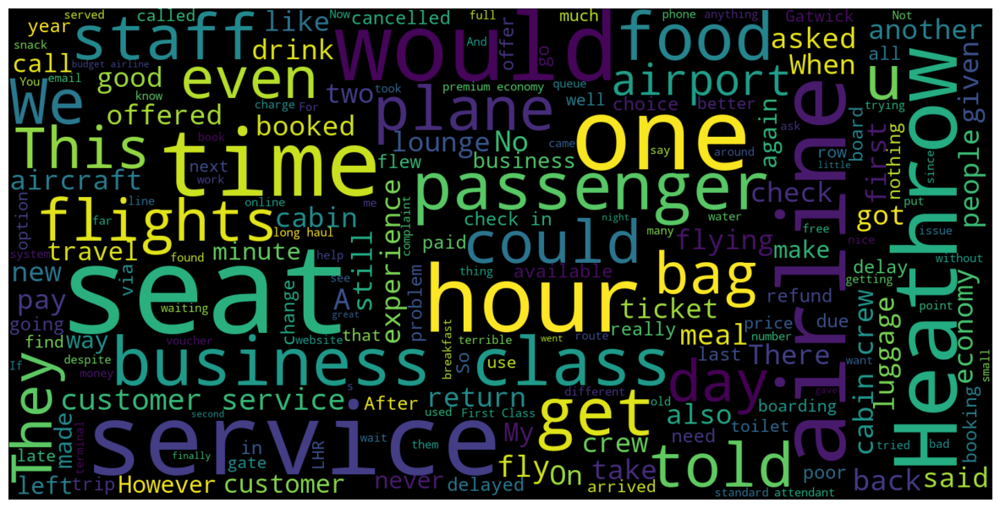 served
year
snack
budget airline
You
email
know
call
good
staff
called
like
drink
cancelled
Now
And
much
offer
go
would
full
phone
anything
Not
food
Gatwick
asked
When
another
all
given
We
offered
even
charge
For
took
two
premium economy
queue
well
airport
choice
better
ask
again
u
board
trying
This
time
booked
book
next
work
plane
lounge
flew
No
business
came
say
around
one
row
little
first
nothing
since
people
aircraft
option
line
far
online
me
passenger
check
airline
Heathrow
put
flights
cabin
long haul
system
travel
found
minute
help
still
experience
complaint
check in
night
many
water
could
flying
free
got
issue
nice
without
new
via
pay
going
waiting
seat
great
see
change
A
problem
paid
thing
available
hour
bag
make
delay
getting
ticket
refund
economy
really
price
due
point
find
way
If
despite
money
voucher
website
that
breakfast
So
went
use
route
meal
number
last
There
want
luggage
crew
cabin
small
They
business class
day
customer service.
s
After
return
different
also
old
boarding
gave
booking
tried
bad
late
made
second
service
used
First Class
get
My
crew
need
toilet
terminal
in
LHR
wait
them
gate
finally
left
trip
However
customer
never
delayed
fly
On
take
arrived
told
poor
standard
attendant
back
said